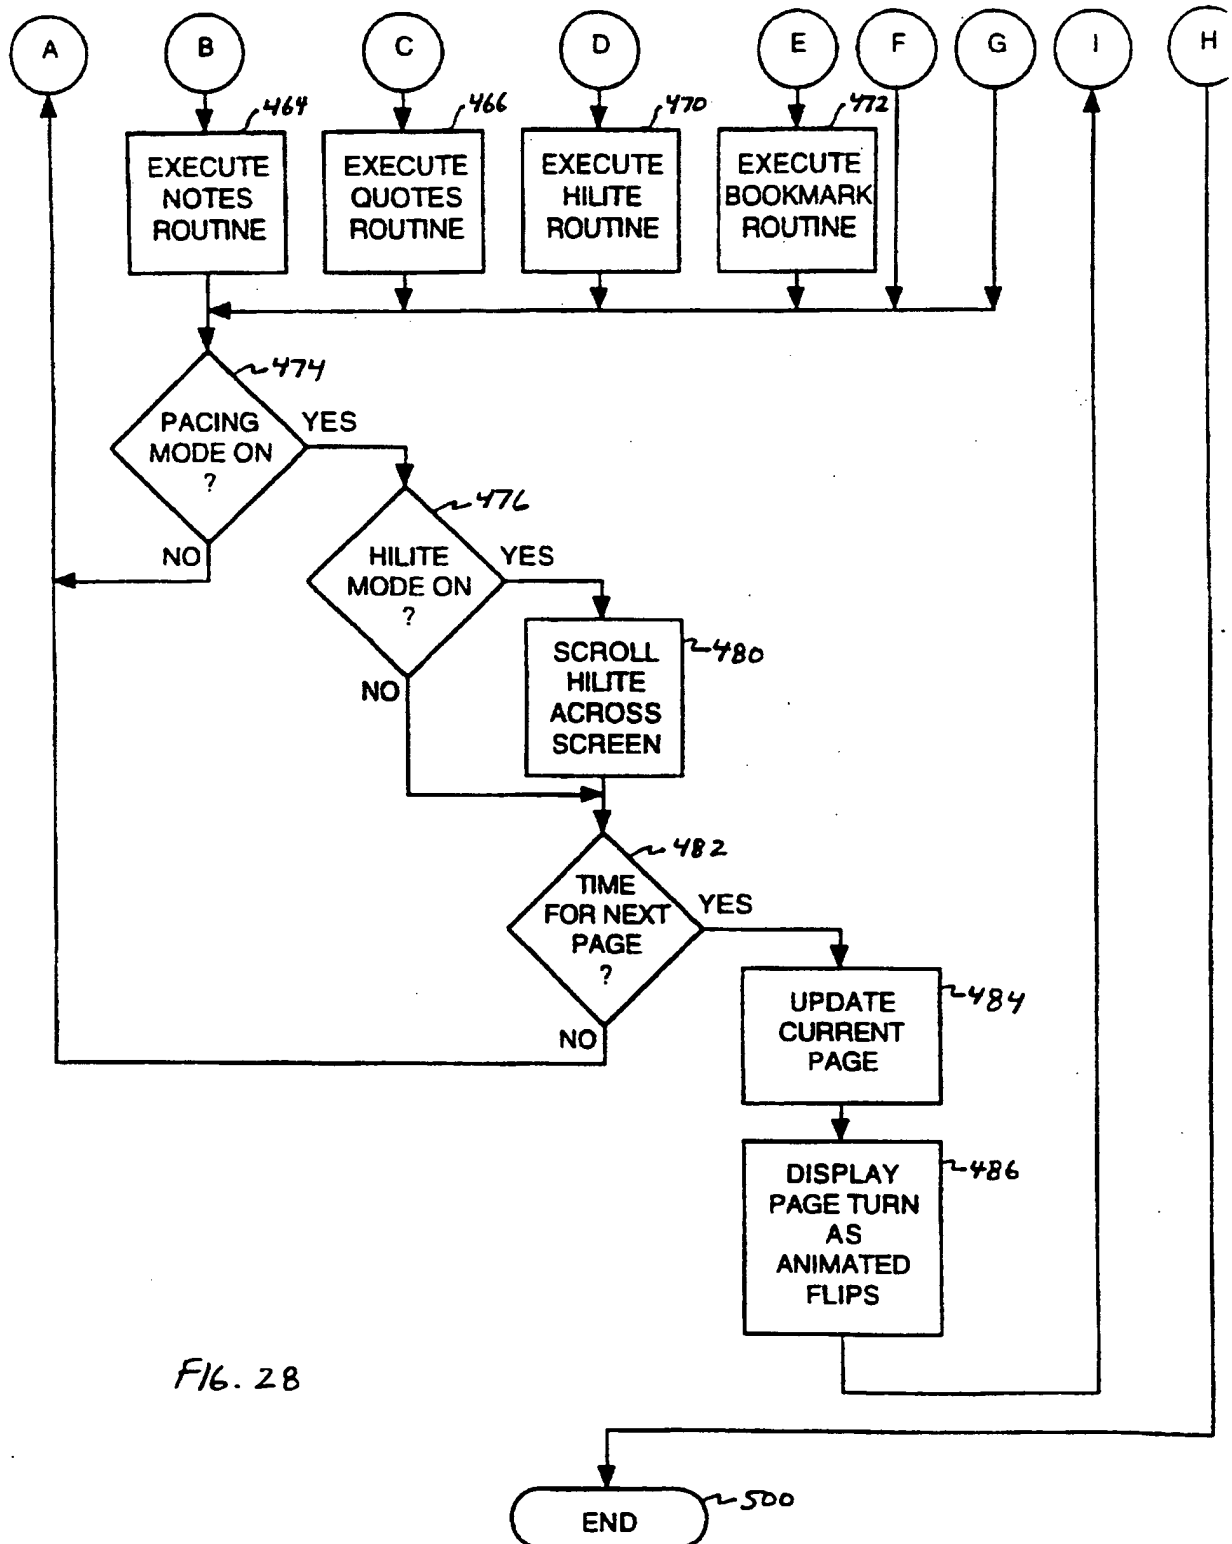 A
B
C
D
E
F
G
I
H
464
466
470
472
EXECUTE
NOTES
ROUTINE
EXECUTE
QUOTES
ROUTINE
EXECUTE
HILITE
ROUTINE
EXECUTE
BOOKMARK
ROUTINE
474
PACING
MODE ON
?
YES
NO
476
HILITE
MODE ON
?
YES
NO
480
SCROLL
HILITE
ACROSS
SCREEN
482
TIME
FOR NEXT
PAGE
?
YES
NO
484
UPDATE
CURRENT
PAGE
486
DISPLAY
PAGE TURN
AS
ANIMATED
FLIPS
FIG. 28
500
END